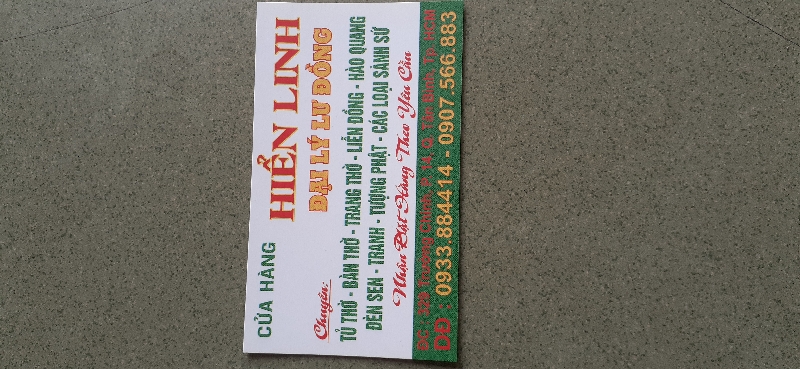 CỬA HÀNG
HIỂN LINH
ĐẠI LÝ LƯ ĐỒNG
Chuyên:
TỦ THỜ - BÀN THỜ - TRANG THỜ - LIỄN ĐỒNG - HÀO QUANG
ĐÈN SEN - TRANH - TƯỢNG PHẬT - CÁC LOẠI SÀNH SỨ
Nhận Đặt Hàng Theo Yêu Cầu
ĐC : 329 Trường Chinh, P. 14, Q. Tân Bình, Tp. HCM
DĐ : 0933.884414 - 0907.566.883